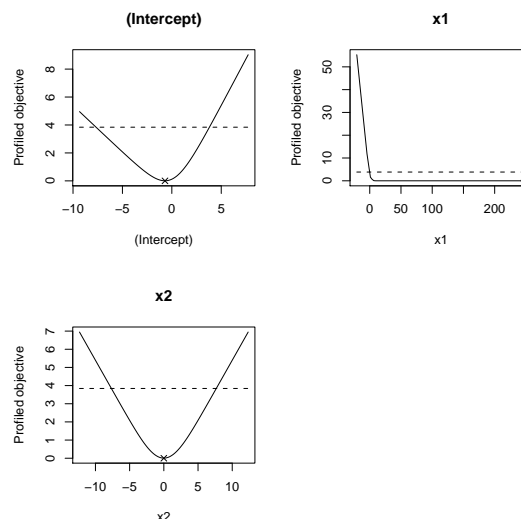 (Intercept)
Profiled objective
0 2 4 6 8
−10 −5 0 5
(Intercept)
x1
Profiled objective
0 10 30 50
0 50 100 200
x1
x2
Profiled objective
0 1 2 3 4 5 6 7
−10 −5 0 5 10
x2